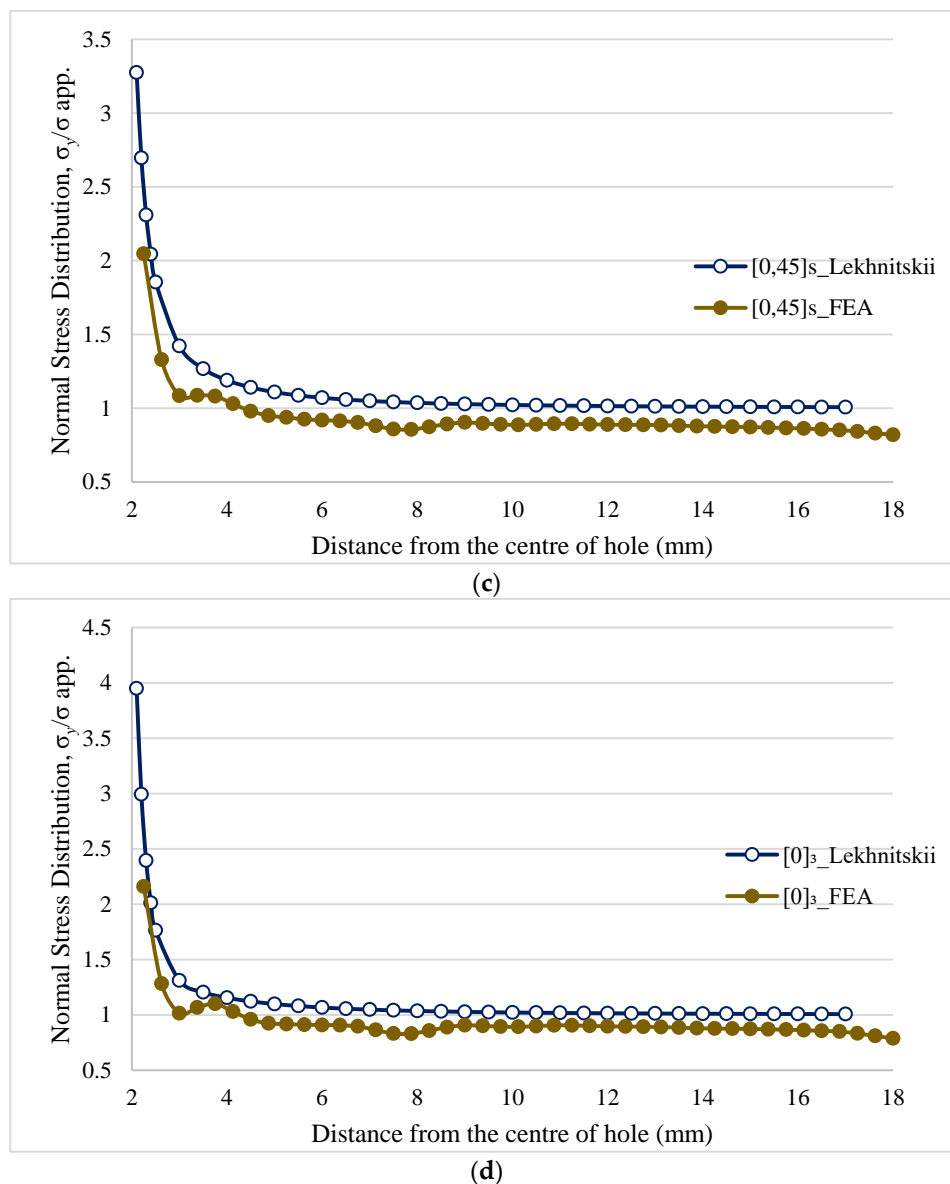 3.5
3
2.5
2
1.5
1
0.5
Normal Stress Distribution, σy/σ app.
[0,45]s_Lekhnitskii
[0,45]s_FEA
2 4 6 8 10 12 14 16 18
Distance from the centre of hole (mm)
(c)
4.5
4
3.5
3
2.5
2
1.5
1
0.5
Normal Stress Distribution, σy/σ app.
[0]₃_Lekhnitskii
[0]₃_FEA
2 4 6 8 10 12 14 16 18
Distance from the centre of hole (mm)
(d)